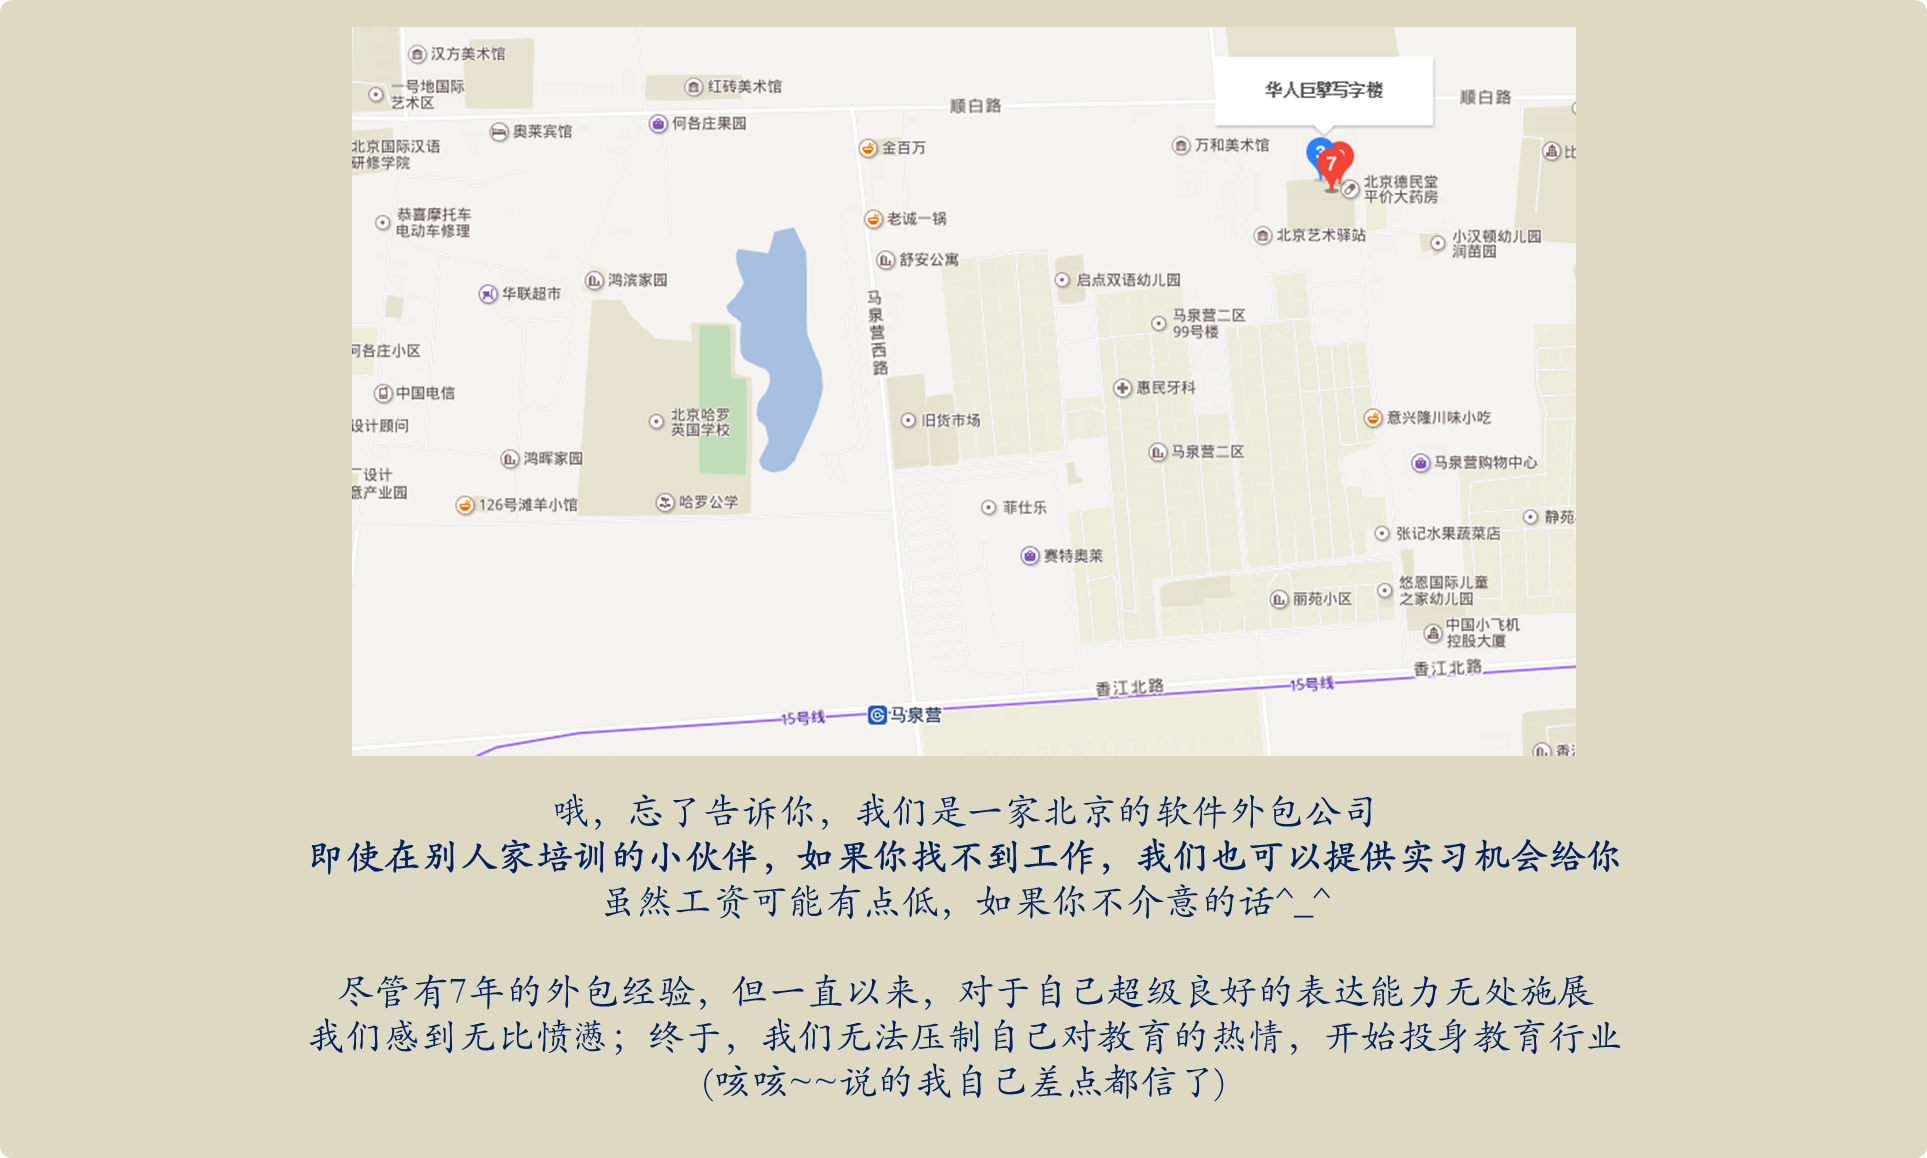 汉方美术馆
一号地国际
艺术区
红砖美术馆
华人巨擘写字楼
顺白路
顺白路
奥莱宾馆
何各庄果园
北京国际汉语
研修学院
金百万
万和美术馆
7
北京德民堂
平价大药房
恭喜摩托车
电动车修理
老诚一锅
北京艺术驿站
小汉顿幼儿园
润苗园
舒安公寓
鸿滨家园
启点双语幼儿园
华联超市
马泉营西路
马泉营二区
99号楼
何各庄小区
惠民牙科
中国电信
北京哈罗
英国学校
旧货市场
意兴隆川味小吃
设计顾问
马泉营二区
鸿晖家园
马泉营购物中心
设计
意产业园
126号滩羊小馆
哈罗公学
菲仕乐
静苑
张记水果蔬菜店
赛特奥莱
悠恩国际儿童
之家幼儿园
丽苑小区
中国小飞机
控股大厦
香江北路
香江北路
15号线
15号线
马泉营
哦，忘了告诉你，我们是一家北京的软件外包公司
即使在别人家培训的小伙伴，如果你找不到工作，我们也可以提供实习机会给你
虽然工资可能有点低，如果你不介意的话^_^
尽管有7年的外包经验，但一直以来，对于自己超级良好的表达能力无处施展
我们感到无比愤懑；终于，我们无法压制自己对教育的热情，开始投身教育行业
(咳咳~~说的我自己差点都信了)